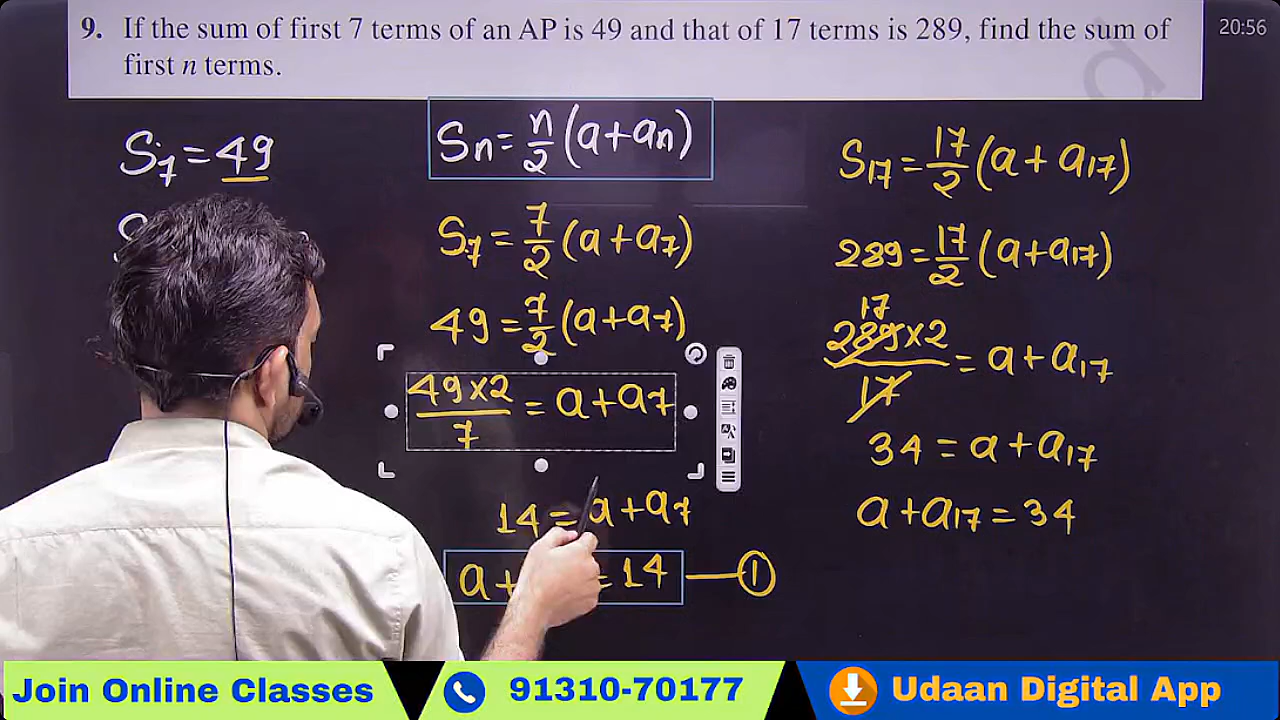 9. If the sum of first 7 terms of an AP is 49 and that of 17 terms is 289, find the sum of
first n terms.
20:56
S₇ = 49
Sn = n/2 (a + an)
S₇ = 7/2 (a + a₇)
49 = 7/2 (a + a₇)
49×2/7 = a + a₇
14 = a + a₇
a + = 14 — ①
S₁₇ = 17/2 (a + a₁₇)
289 = 17/2 (a + a₁₇)
17
289×2/17 = a + a₁₇
34 = a + a₁₇
a + a₁₇ = 34
Join Online Classes
91310-70177
Udaan Digital App